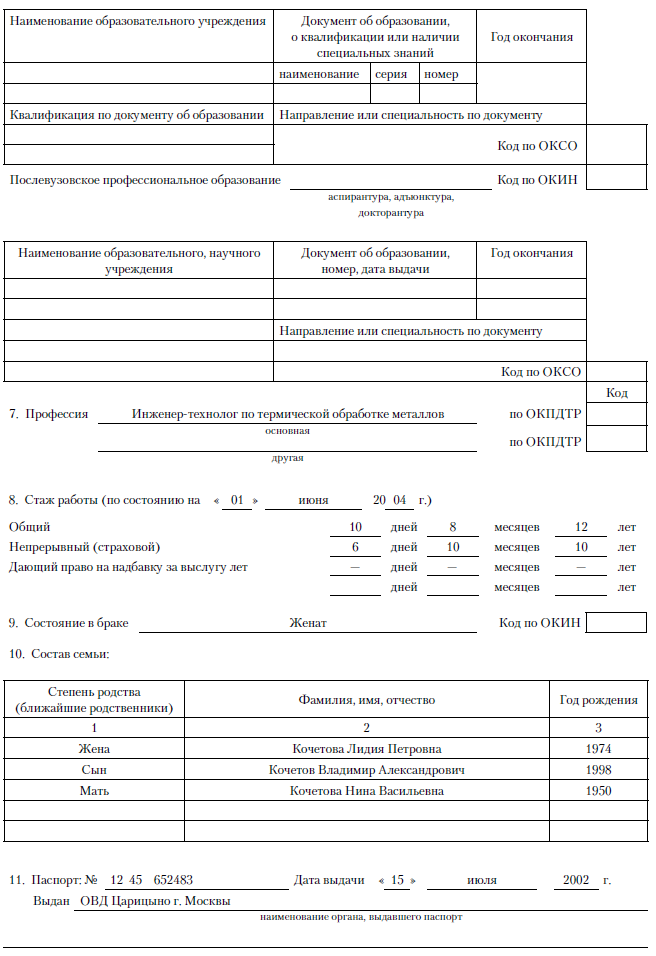 Наименование образовательного учреждения Документ об образовании, о квалификации или наличии специальных знаний Год окончания
наименование серия номер
Квалификация по документу об образовании Направление или специальность по документу
Код по ОКСО
Послевузовское профессиональное образование Код по ОКИН
аспирантура, адъюнктура,
докторантура
Наименование образовательного, научного учреждения Документ об образовании, номер, дата выдачи Год окончания
Направление или специальность по документу
Код по ОКСО
Код
7. Профессия Инженер-технолог по термической обработке металлов по ОКПДТР
основная
по ОКПДТР
другая
8. Стаж работы (по состоянию на « 01 » июня 20 04 г.)
Общий 10 дней 8 месяцев 12 лет
Непрерывный (страховой) 6 дней 10 месяцев 10 лет
Дающий право на надбавку за выслугу лет — дней — месяцев — лет
дней месяцев лет
9. Состояние в браке Женат Код по ОКИН
10. Состав семьи:
Степень родства (ближайшие родственники) Фамилия, имя, отчество Год рождения
1 2 3
Жена Кочетова Лидия Петровна 1974
Сын Кочетов Владимир Александрович 1998
Мать Кочетова Нина Васильевна 1950
11. Паспорт: № 12 45 652483 Дата выдачи « 15 » июля 2002 г.
Выдан ОВД Царицыно г. Москвы
наименование органа, выдавшего паспорт